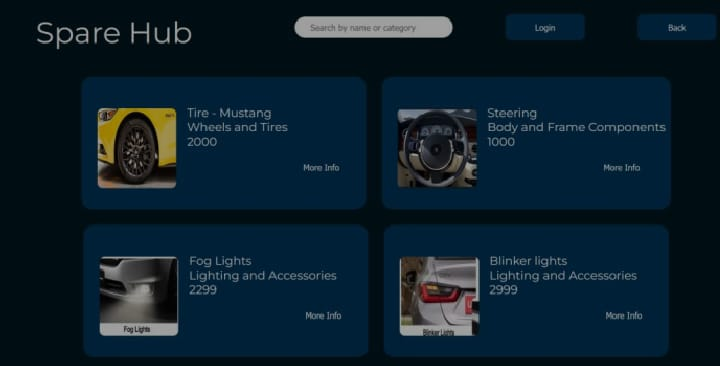 Spare Hub
Search by name or category
Login
Back
Tire - Mustang
Wheels and Tires
2000
More Info
Steering
Body and Frame Components
1000
More Info
Fog Lights
Lighting and Accessories
2299
More Info
Fog Lights
Blinker lights
Lighting and Accessories
2999
More Info
Blinker Lights